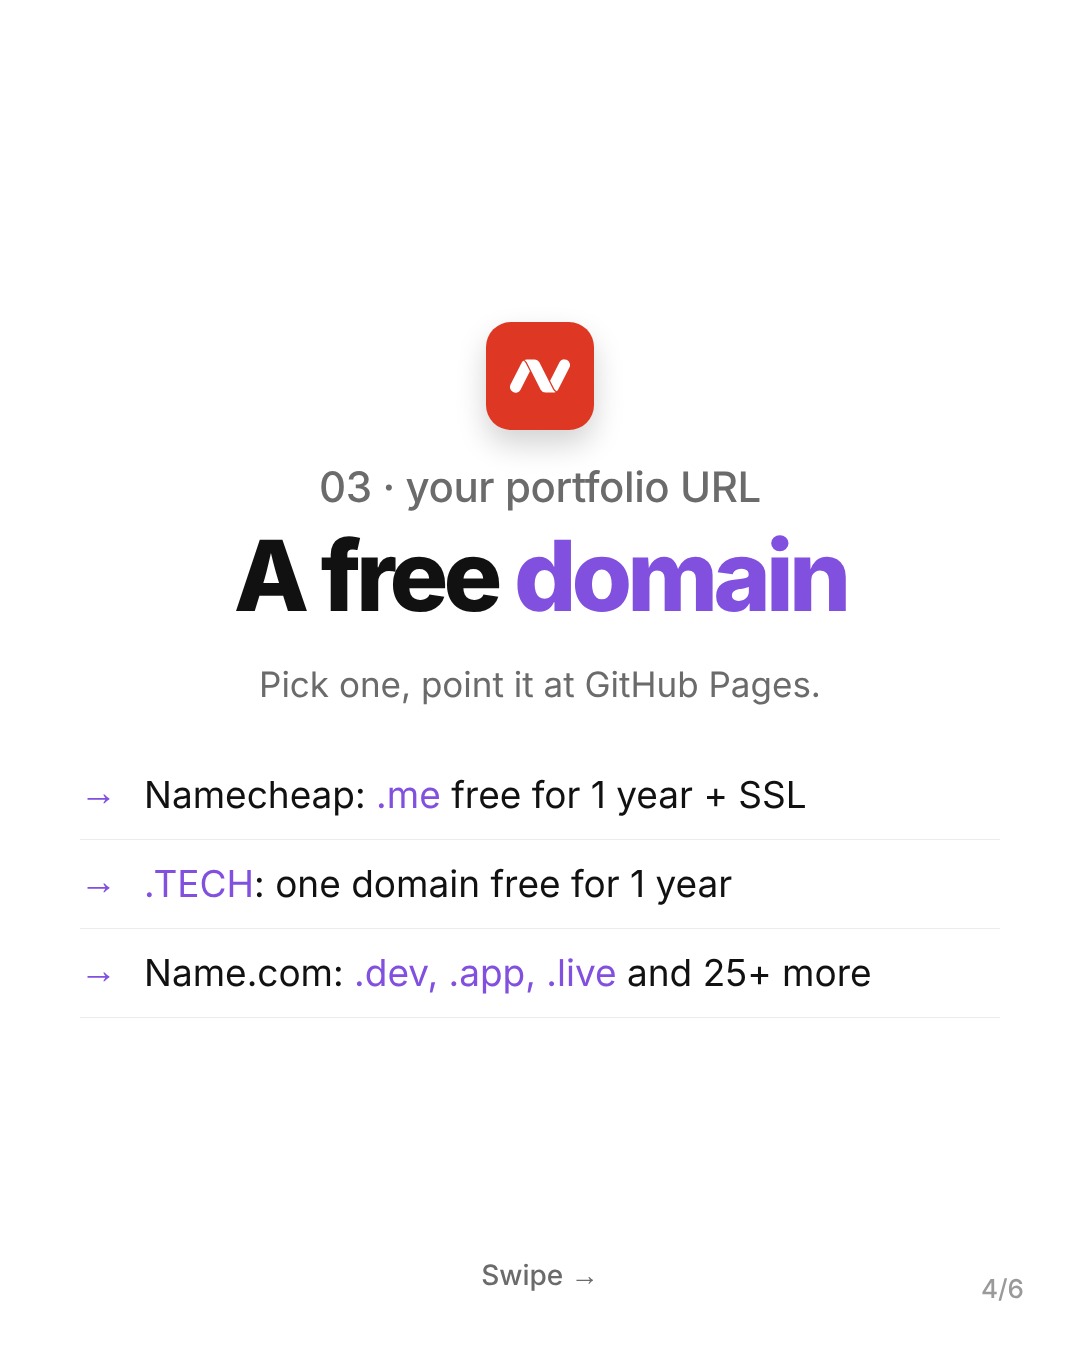 03 · your portfolio URL
A free domain
Pick one, point it at GitHub Pages.
→ Namecheap: .me free for 1 year + SSL
→ .TECH: one domain free for 1 year
→ Name.com: .dev, .app, .live and 25+ more
Swipe →
4/6